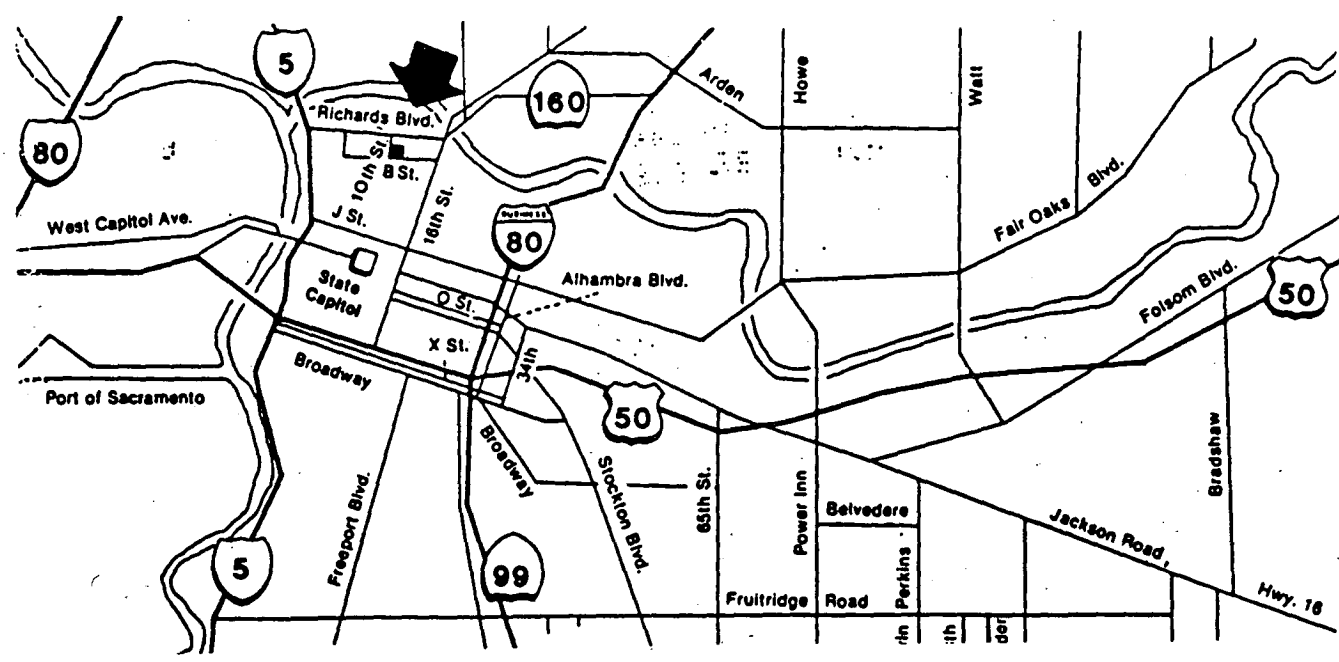 5
Richards Blvd.
160
Arden
Howe
Watt
80
10th St.
B St.
16th St.
J St.
West Capitol Ave.
80
Fair Oaks Blvd.
State
Capitol
Q St.
Alhambra Blvd.
Folsom Blvd.
50
X St.
34th
Broadway
Port of Sacramento
50
Broadway
Stockton Blvd.
65th St.
Power Inn
Bradshaw
Freeport Blvd.
Belvedere
Jackson Road,
Perkins
5
99
Fruitridge Road
Hwy. 16